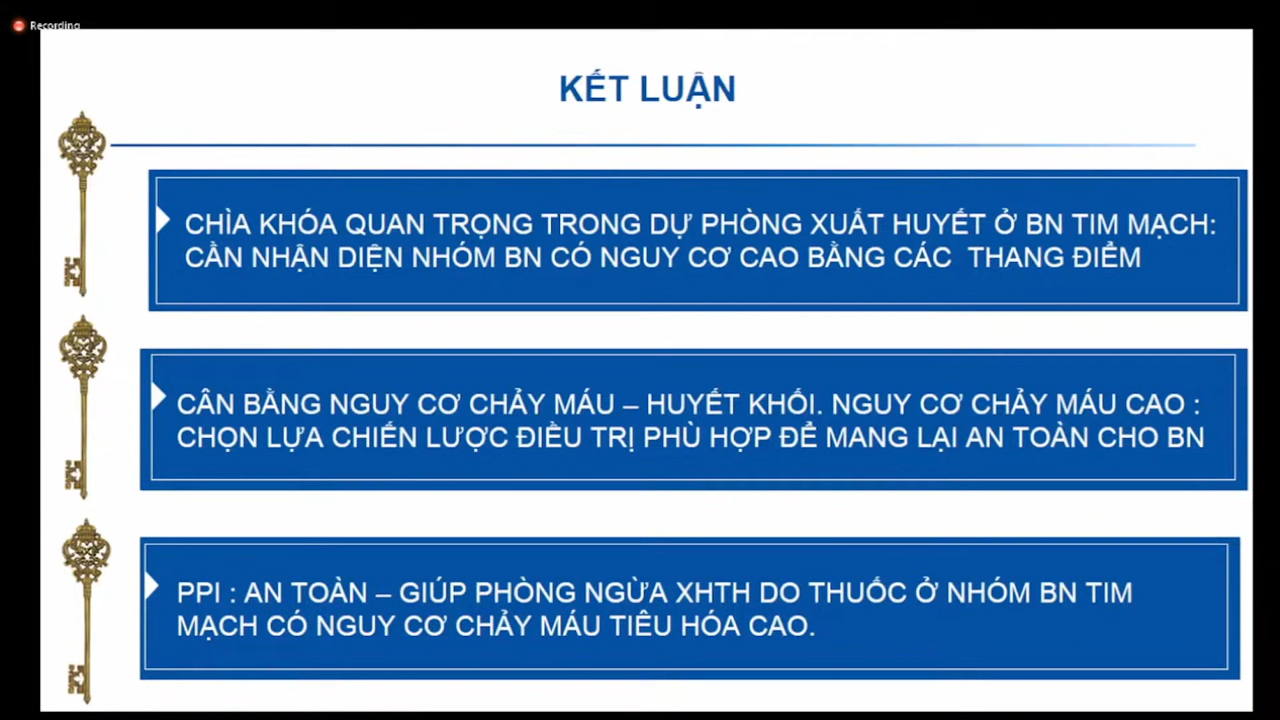 Recording
KẾT LUẬN
CHÌA KHÓA QUAN TRỌNG TRONG DỰ PHÒNG XUẤT HUYẾT Ở BN TIM MẠCH:
CẦN NHẬN DIỆN NHÓM BN CÓ NGUY CƠ CAO BẰNG CÁC THANG ĐIỂM
CÂN BẰNG NGUY CƠ CHẢY MÁU – HUYẾT KHỐI. NGUY CƠ CHẢY MÁU CAO :
CHỌN LỰA CHIẾN LƯỢC ĐIỀU TRỊ PHÙ HỢP ĐỂ MANG LẠI AN TOÀN CHO BN
PPI : AN TOÀN – GIÚP PHÒNG NGỪA XHTH DO THUỐC Ở NHÓM BN TIM
MẠCH CÓ NGUY CƠ CHẢY MÁU TIÊU HÓA CAO.